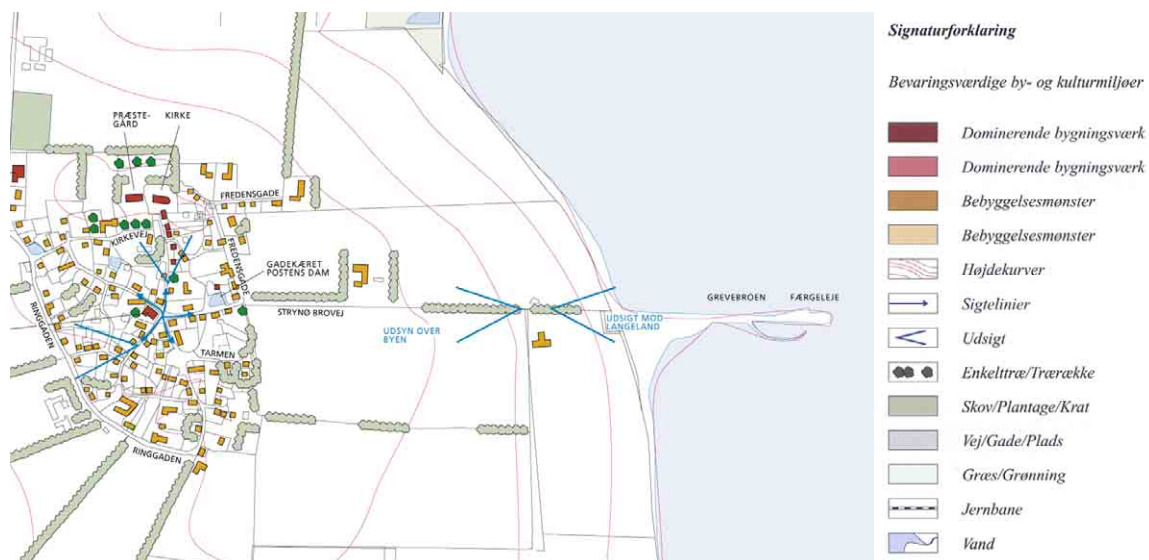 PRÆSTE-
GÅRD
KIRKE
FREDENSGADE
KIRKEVEJ
FREDENSGADE
GADEKÆRET
POSTENS DAM
RINGGADEN
STRYNØ BROVEJ
UDSYN OVER
BYEN
UDSIGT MOD
LANGELAND
GREVEBROEN
FÆRGELEJE
TARMEN
RINGGADEN
Signaturforklaring
Bevaringsværdige by- og kulturmiljøer
Dominerende bygningsværk
Dominerende bygningsværk
Bebyggelsesmønster
Bebyggelsesmønster
Højdekurver
Sigtelinier
Udsigt
Enkelttræ/Trærække
Skov/Plantage/Krat
Vej/Gade/Plads
Græs/Grønning
Jernbane
Vand